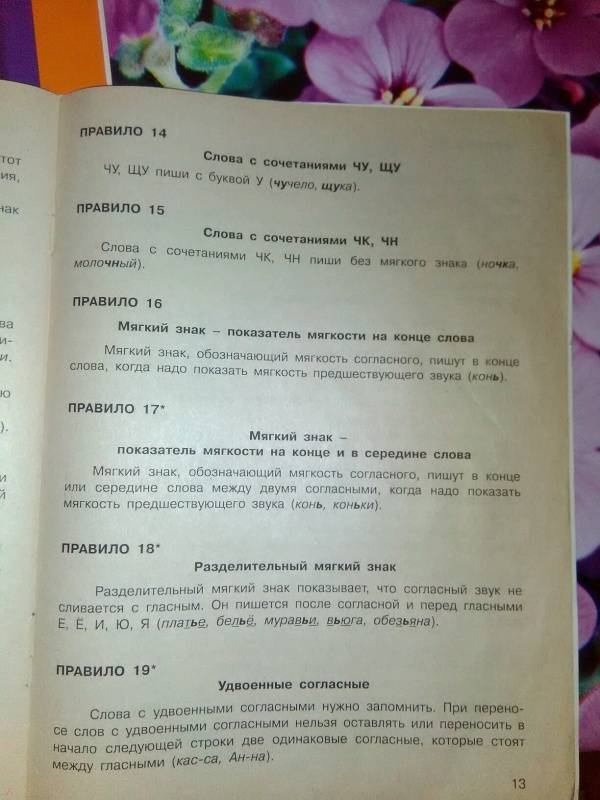 тот
ия,
нак
ва
и-
и.
ю
).
и
й
ПРАВИЛО 14
Слова с сочетаниями ЧУ, ЩУ
ЧУ, ЩУ пиши с буквой У (чучело, щука).
ПРАВИЛО 15
Слова с сочетаниями ЧК, ЧН
Слова с сочетаниями ЧК, ЧН пиши без мягкого знака (ночка,
молочный).
ПРАВИЛО 16
Мягкий знак – показатель мягкости на конце слова
Мягкий знак, обозначающий мягкость согласного, пишут в конце
слова, когда надо показать мягкость предшествующего звука (конь).
ПРАВИЛО 17*
Мягкий знак –
показатель мягкости на конце и в середине слова
Мягкий знак, обозначающий мягкость согласного, пишут в конце
или середине слова между двумя согласными, когда надо показать
мягкость предшествующего звука (конь, коньки).
ПРАВИЛО 18*
Разделительный мягкий знак
Разделительный мягкий знак показывает, что согласный звук не
сливается с гласным. Он пишется после согласной и перед гласными
Е, Ё, И, Ю, Я (платье, бельё, муравьи, вьюга, обезьяна).
ПРАВИЛО 19*
Удвоенные согласные
Слова с удвоенными согласными нужно запомнить. При перено-
се слов с удвоенными согласными нельзя оставлять или переносить в
начало следующей строки две одинаковые согласные, которые стоят
между гласными (кас-са, Ан-на).
13